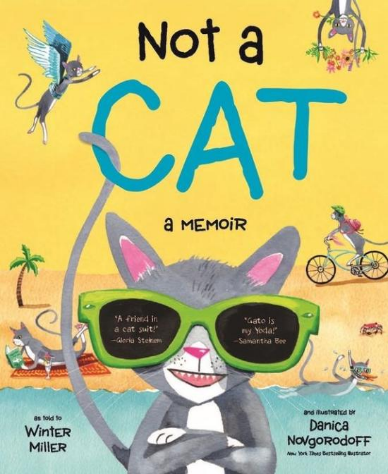 Not a
CAT
a MEMOIR
"A friend in
a cat suit!"
—Gloria Steinem
"Gato is
my Yoda!"
—Samantha Bee
as told to
WINTER
MILLER
and illustrated by
DANICA
NOVGORODOFF
New York Times Bestselling Illustrator